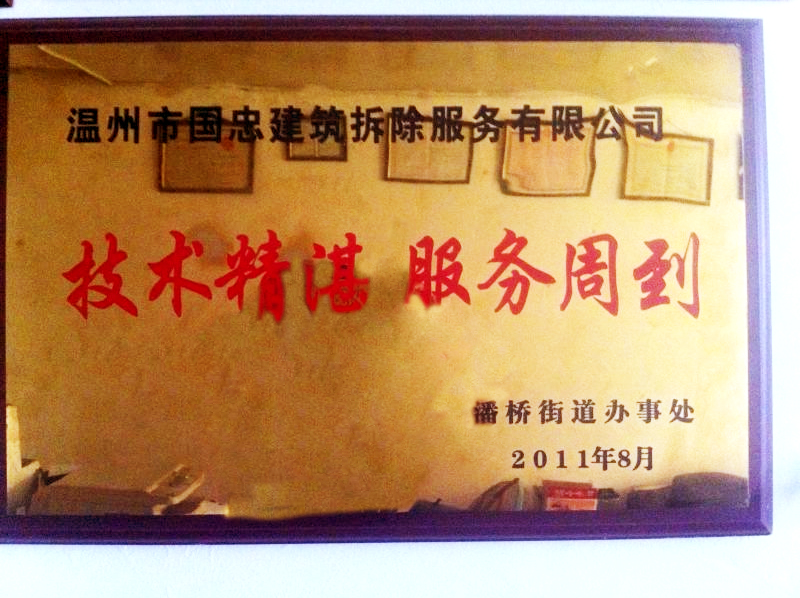 温州市国忠建筑拆除服务有限公司
技术精湛 服务周到
潘桥街道办事处
2011年8月